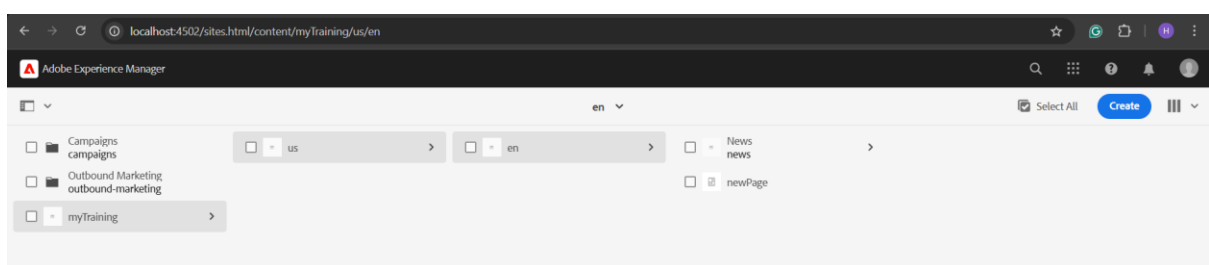 localhost:4502/sites.html/content/myTraining/us/en
H
Adobe Experience Manager
en
Select All
Create
Campaigns
campaigns
us
en
News
news
Outbound Marketing
outbound-marketing
newPage
myTraining